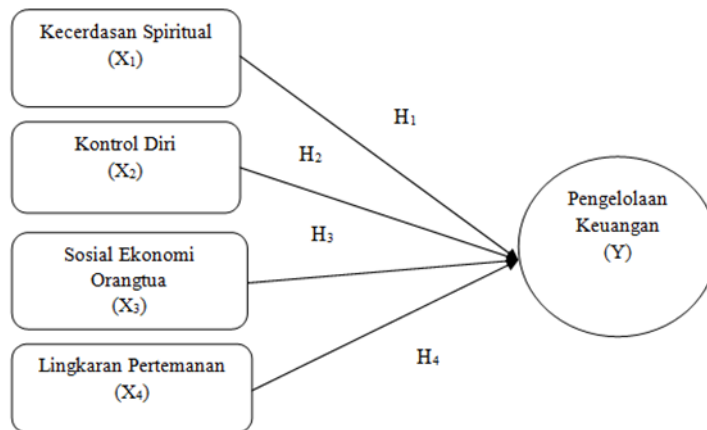 Kecerdasan Spiritual
(X₁)
H₁
Kontrol Diri
(X₂)
H₂
Sosial Ekonomi
Orangtua
(X₃)
H₃
Lingkaran Pertemanan
(X₄)
H₄
Pengelolaan
Keuangan
(Y)